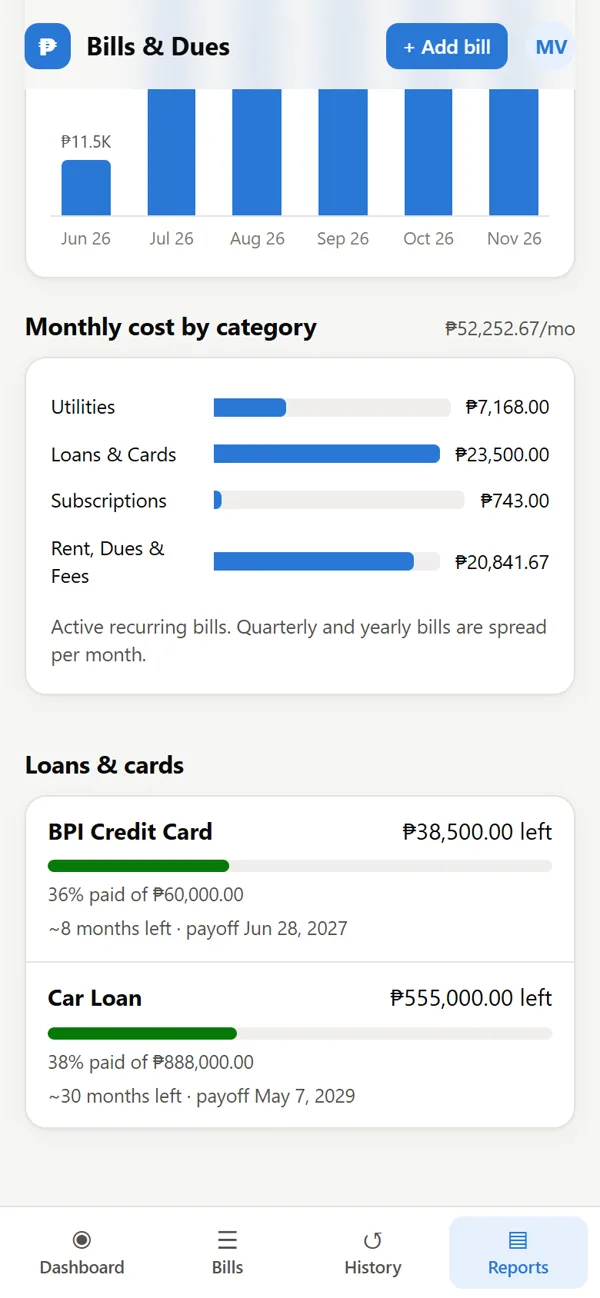 ₱ Bills & Dues + Add bill MV
₱11.5K
Jun 26 Jul 26 Aug 26 Sep 26 Oct 26 Nov 26
Monthly cost by category ₱52,252.67/mo
Utilities ₱7,168.00
Loans & Cards ₱23,500.00
Subscriptions ₱743.00
Rent, Dues &
Fees ₱20,841.67
Active recurring bills. Quarterly and yearly bills are spread
per month.
Loans & cards
BPI Credit Card ₱38,500.00 left
36% paid of ₱60,000.00
~8 months left · payoff Jun 28, 2027
Car Loan ₱555,000.00 left
38% paid of ₱888,000.00
~30 months left · payoff May 7, 2029
Dashboard Bills History Reports